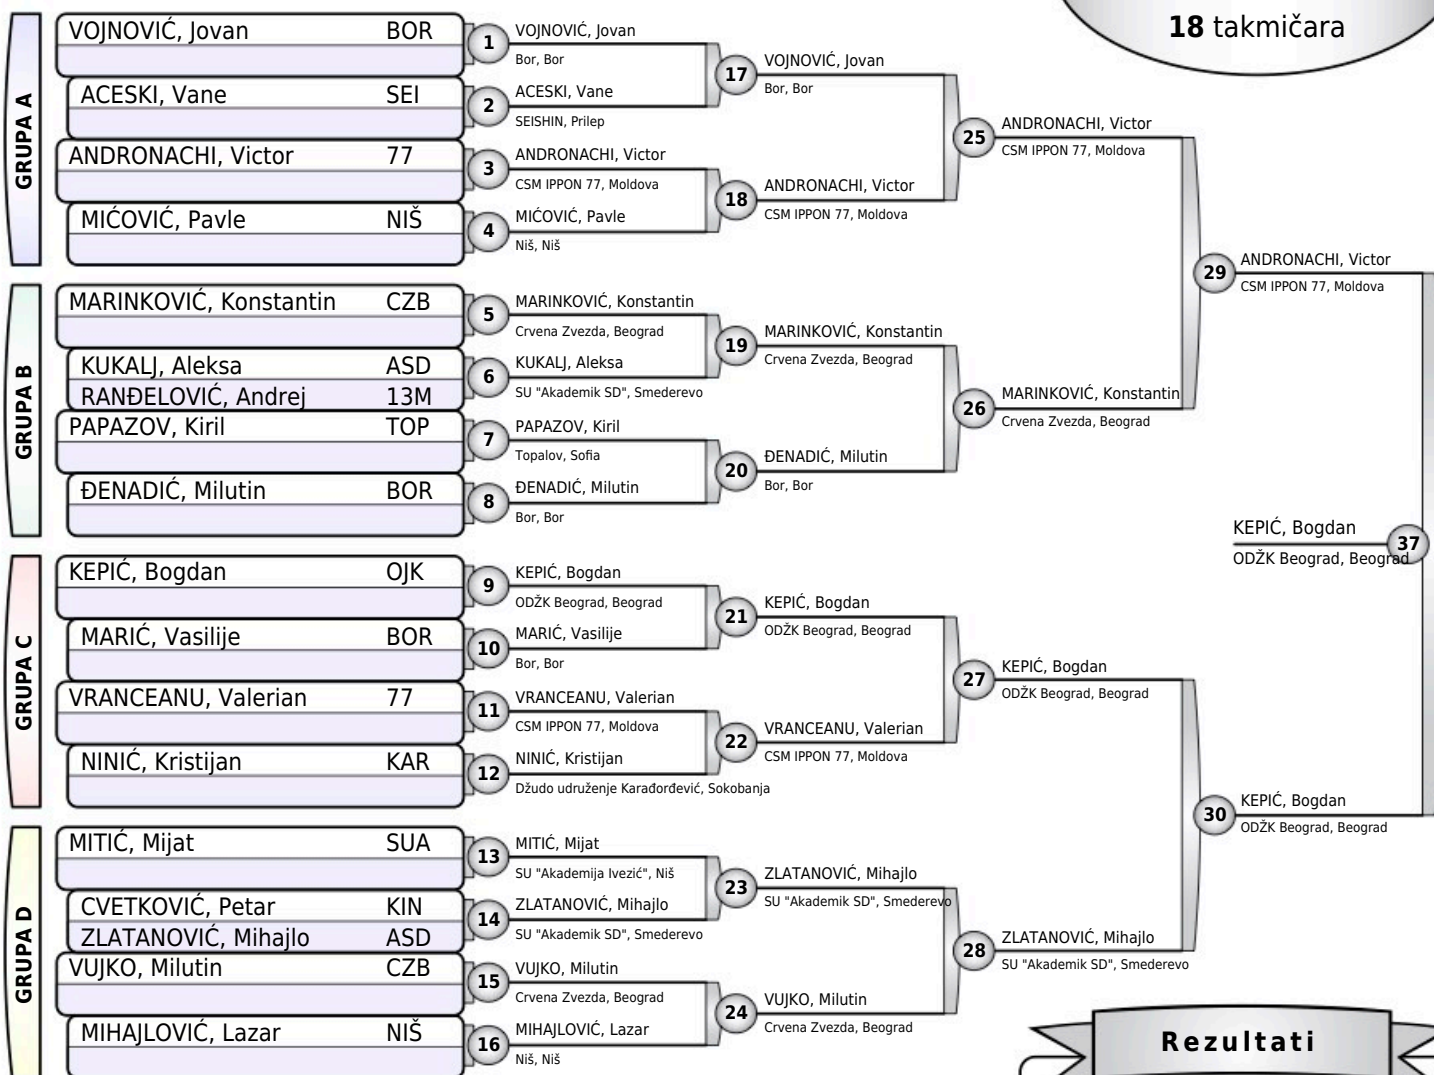 18 takmičara
GRUPA A
VOJNOVIĆ, Jovan BOR
ACESKI, Vane SEI
ANDRONACHI, Victor 77
MIĆOVIĆ, Pavle NIŠ
GRUPA B
MARINKOVIĆ, Konstantin CZB
KUKALJ, Aleksa ASD
RANĐELOVIĆ, Andrej 13M
PAPAZOV, Kiril TOP
ĐENADIĆ, Milutin BOR
GRUPA C
KEPIĆ, Bogdan OJK
MARIĆ, Vasilije BOR
VRANCEANU, Valerian 77
NINIĆ, Kristijan KAR
GRUPA D
MITIĆ, Mijat SUA
CVETKOVIĆ, Petar KIN
ZLATANOVIĆ, Mihajlo ASD
VUJKO, Milutin CZB
MIHAJLOVIĆ, Lazar NIŠ
1 VOJNOVIĆ, Jovan
Bor, Bor
2 ACESKI, Vane
SEISHIN, Prilep
3 ANDRONACHI, Victor
CSM IPPON 77, Moldova
4 MIĆOVIĆ, Pavle
Niš, Niš
5 MARINKOVIĆ, Konstantin
Crvena Zvezda, Beograd
6 KUKALJ, Aleksa
SU "Akademik SD", Smederevo
7 PAPAZOV, Kiril
Topalov, Sofia
8 ĐENADIĆ, Milutin
Bor, Bor
9 KEPIĆ, Bogdan
ODŽK Beograd, Beograd
10 MARIĆ, Vasilije
Bor, Bor
11 VRANCEANU, Valerian
CSM IPPON 77, Moldova
12 NINIĆ, Kristijan
Džudo udruženje Karađorđević, Sokobanja
13 MITIĆ, Mijat
SU "Akademija Ivezić", Niš
14 ZLATANOVIĆ, Mihajlo
SU "Akademik SD", Smederevo
15 VUJKO, Milutin
Crvena Zvezda, Beograd
16 MIHAJLOVIĆ, Lazar
Niš, Niš
17 VOJNOVIĆ, Jovan
Bor, Bor
18 ANDRONACHI, Victor
CSM IPPON 77, Moldova
19 MARINKOVIĆ, Konstantin
Crvena Zvezda, Beograd
20 ĐENADIĆ, Milutin
Bor, Bor
21 KEPIĆ, Bogdan
ODŽK Beograd, Beograd
22 VRANCEANU, Valerian
CSM IPPON 77, Moldova
23 ZLATANOVIĆ, Mihajlo
SU "Akademik SD", Smederevo
24 VUJKO, Milutin
Crvena Zvezda, Beograd
25 ANDRONACHI, Victor
CSM IPPON 77, Moldova
26 MARINKOVIĆ, Konstantin
Crvena Zvezda, Beograd
27 KEPIĆ, Bogdan
ODŽK Beograd, Beograd
28 ZLATANOVIĆ, Mihajlo
SU "Akademik SD", Smederevo
29 ANDRONACHI, Victor
CSM IPPON 77, Moldova
30 KEPIĆ, Bogdan
ODŽK Beograd, Beograd
KEPIĆ, Bogdan 37
ODŽK Beograd, Beograd
Rezultati